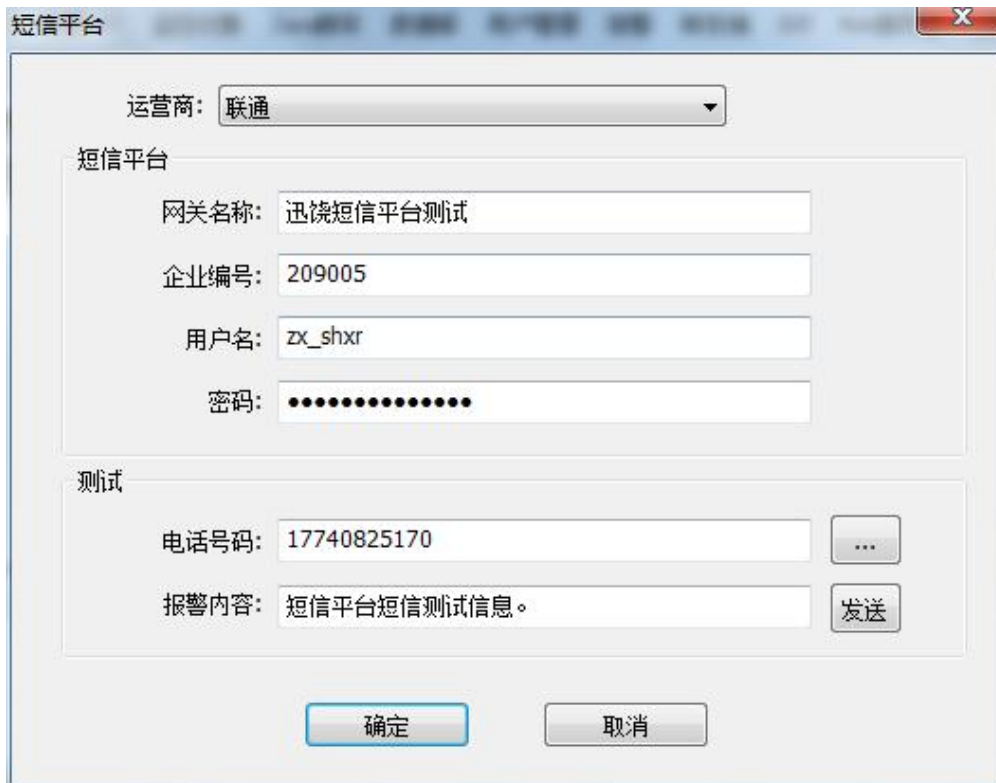 短信平台
运营商: 联通
短信平台
网关名称: 迅饶短信平台测试
企业编号: 209005
用户名: zx_shxr
密码: ●●●●●●●●●●●●●●
测试
电话号码: 17740825170 ...
报警内容: 短信平台短信测试信息。 发送
确定 取消